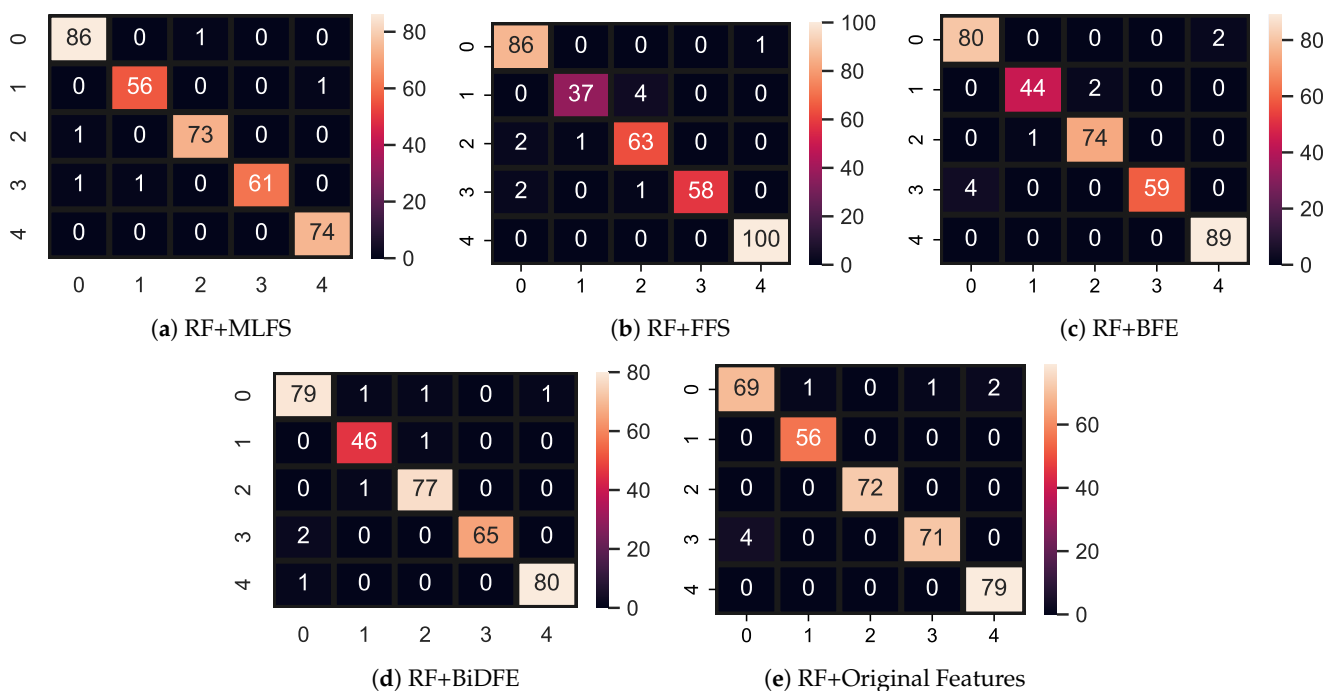 0 86 0 1 0 0
1 0 56 0 0 1
2 1 0 73 0 0
3 1 1 0 61 0
4 0 0 0 0 74
0 1 2 3 4
80
60
40
20
0
(a) RF+MLFS
0 86 0 0 0 1
1 0 37 4 0 0
2 2 1 63 0 0
3 2 0 1 58 0
4 0 0 0 0 100
0 1 2 3 4
100
80
60
40
20
0
(b) RF+FFS
0 80 0 0 0 2
1 0 44 2 0 0
2 0 1 74 0 0
3 4 0 0 59 0
4 0 0 0 0 89
0 1 2 3 4
80
60
40
20
0
(c) RF+BFE
0 79 1 1 0 1
1 0 46 1 0 0
2 0 1 77 0 0
3 2 0 0 65 0
4 1 0 0 0 80
0 1 2 3 4
80
60
40
20
0
(d) RF+BiDFE
0 69 1 0 1 2
1 0 56 0 0 0
2 0 0 72 0 0
3 4 0 0 71 0
4 0 0 0 0 79
0 1 2 3 4
60
40
20
0
(e) RF+Original Features